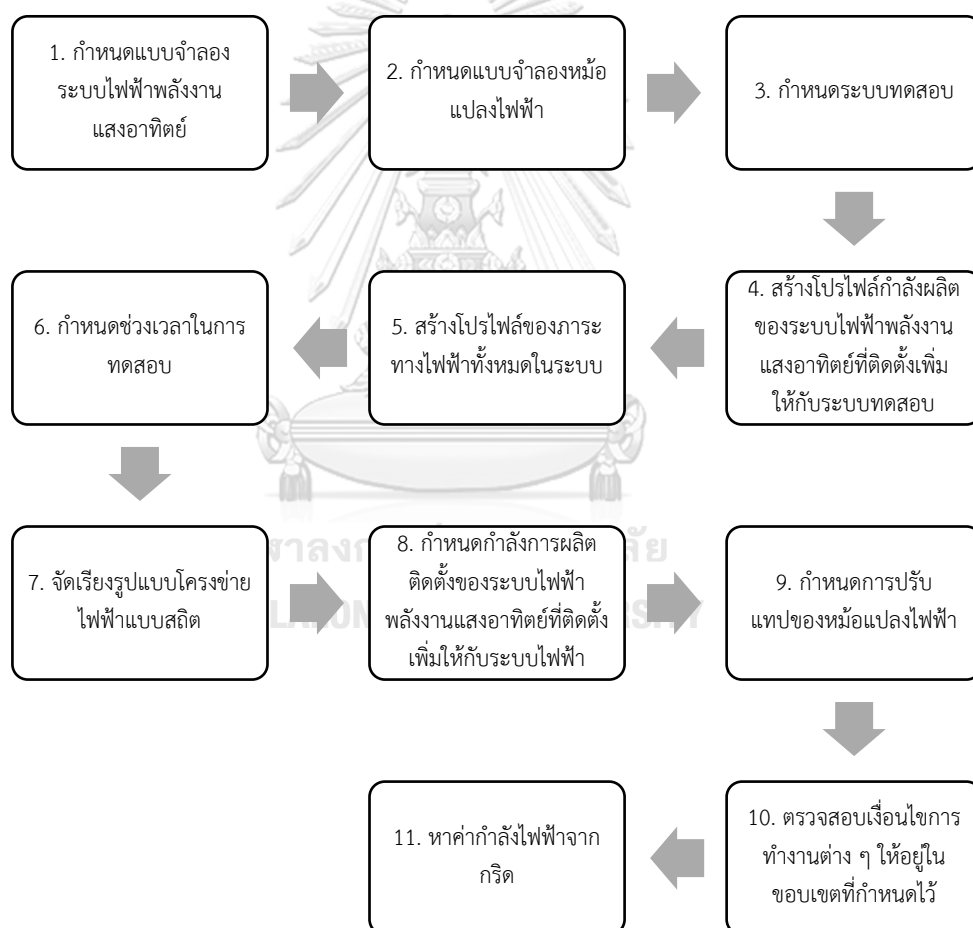 1. กำหนดแบบจำลอง
ระบบไฟฟ้าพลังงาน
แสงอาทิตย์
2. กำหนดแบบจำลองหม้อ
แปลงไฟฟ้า
3. กำหนดระบบทดสอบ
4. สร้างโปรไฟล์กำลังผลิต
ของระบบไฟฟ้าพลังงาน
แสงอาทิตย์ที่ติดตั้งเพิ่ม
ให้กับระบบทดสอบ
5. สร้างโปรไฟล์ของภาระ
ทางไฟฟ้าทั้งหมดในระบบ
6. กำหนดช่วงเวลาในการ
ทดสอบ
7. จัดเรียงรูปแบบโครงข่าย
ไฟฟ้าแบบสถิต
8. กำหนดกำลังการผลิต
ติดตั้งของระบบไฟฟ้า
พลังงานแสงอาทิตย์ที่ติดตั้ง
เพิ่มให้กับระบบไฟฟ้า
9. กำหนดการปรับ
แทปของหม้อแปลงไฟฟ้า
10. ตรวจสอบเงื่อนไขการ
ทำงานต่าง ๆ ให้อยู่ใน
ขอบเขตที่กำหนดไว้
11. หาค่ากำลังไฟฟ้าจาก
กริด